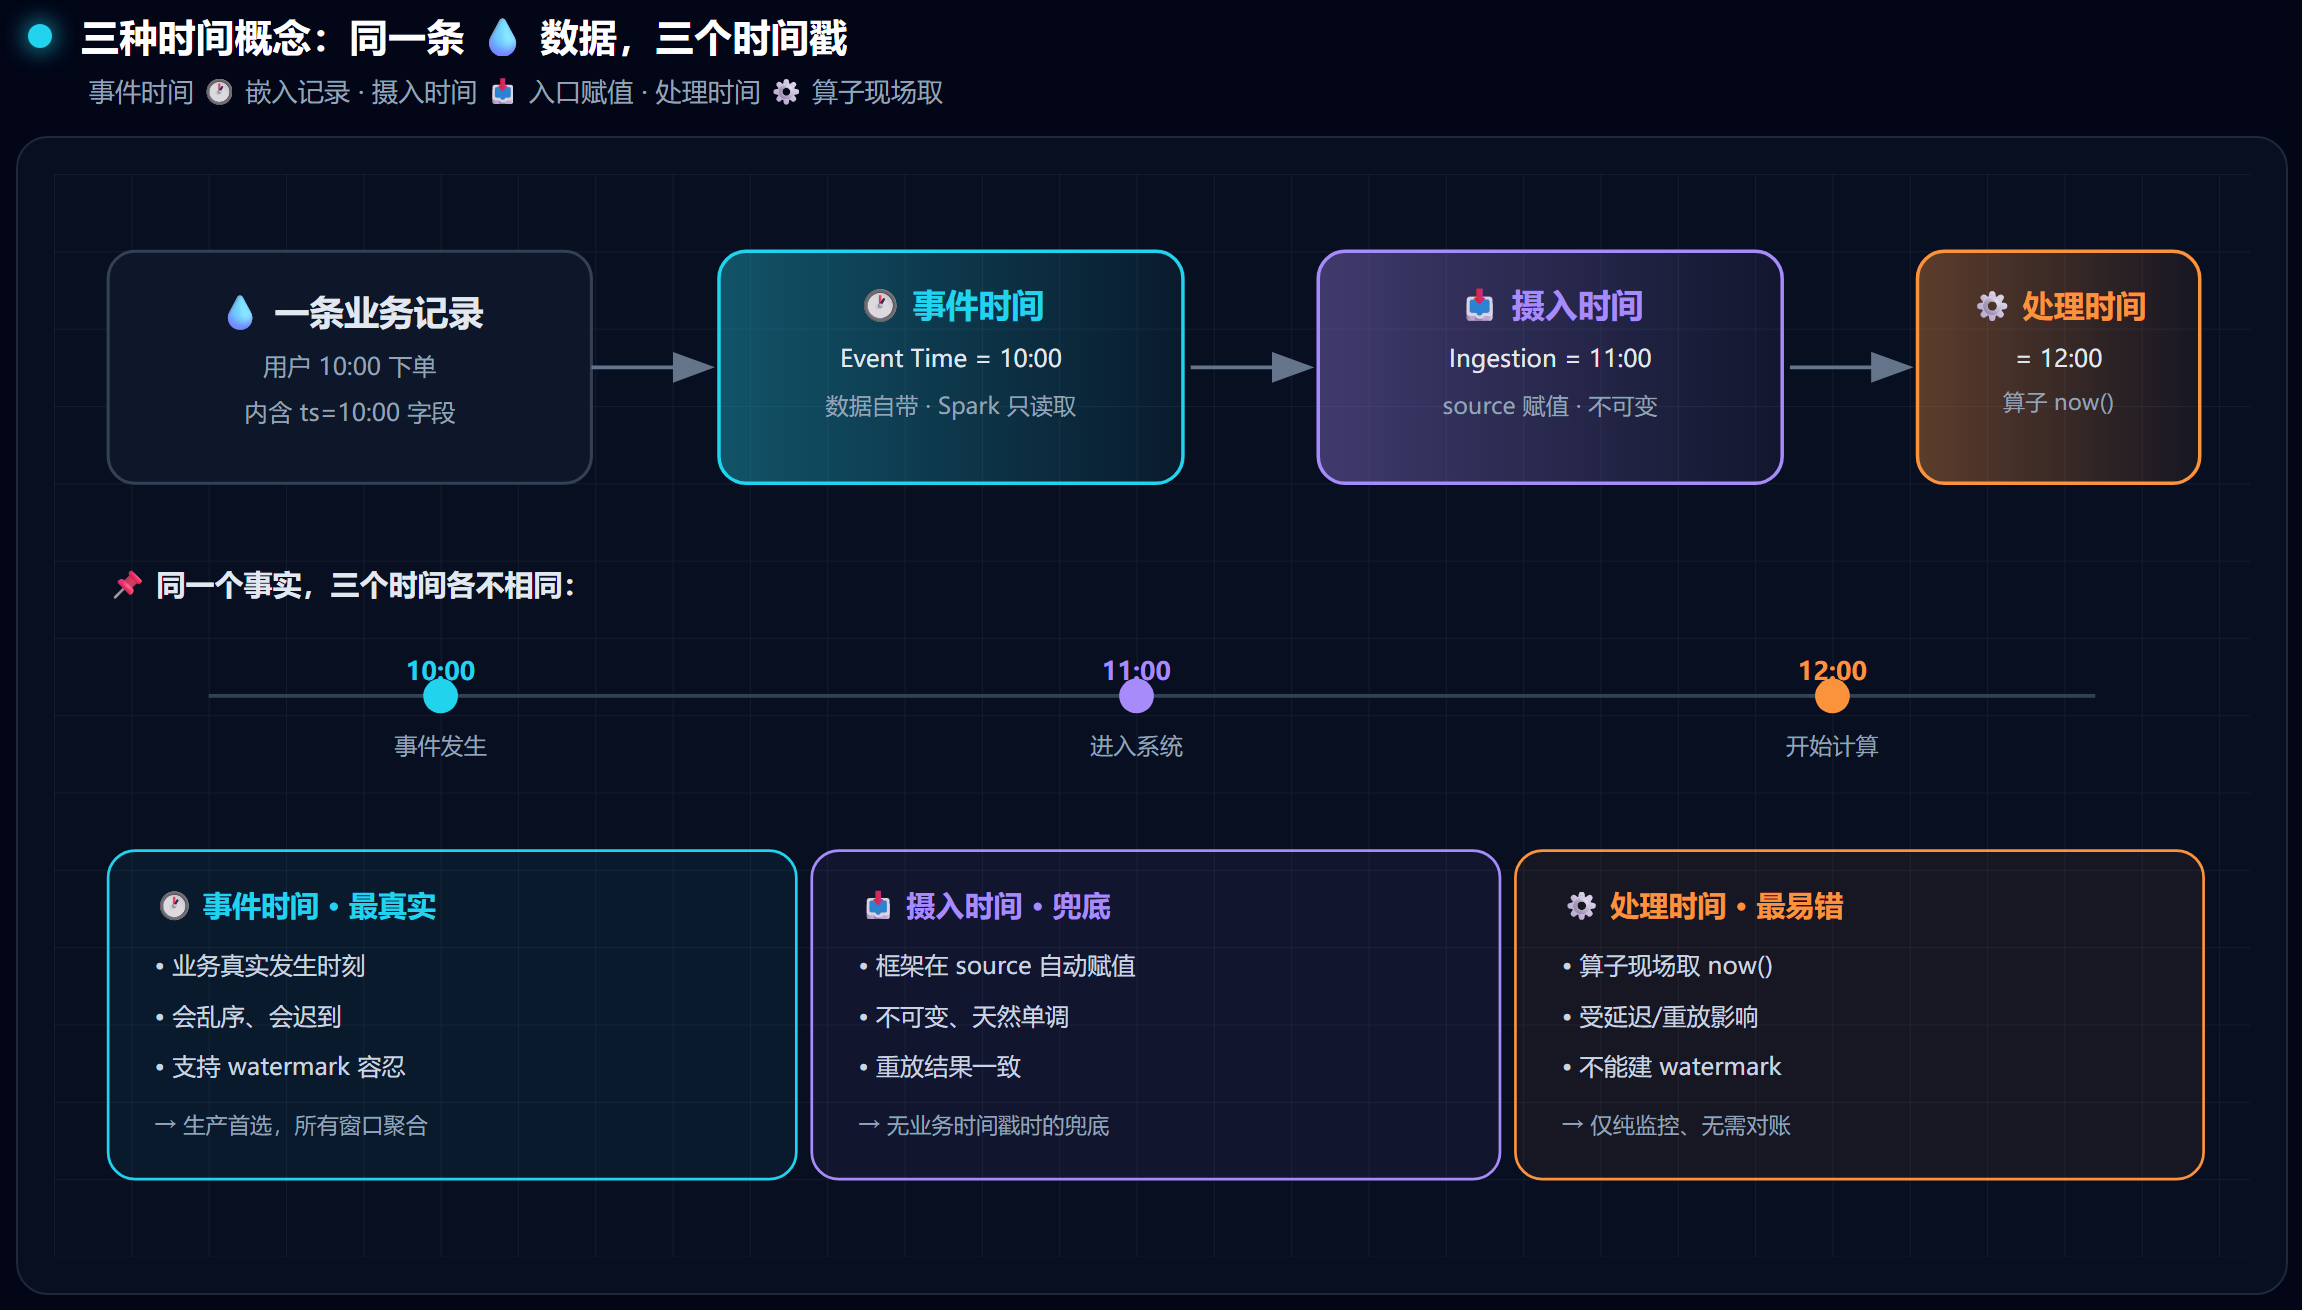 三种时间概念：同一条 💧 数据，三个时间戳
事件时间 🕐 嵌入记录 · 摄入时间 📥 入口赋值 · 处理时间 ⚙️ 算子现场取
💧 一条业务记录
用户 10:00 下单
内含 ts=10:00 字段
🕐 事件时间
Event Time = 10:00
数据自带 · Spark 只读取
📥 摄入时间
Ingestion = 11:00
source 赋值 · 不可变
⚙️ 处理时间
= 12:00
算子 now()
📌 同一个事实，三个时间各不相同：
10:00
11:00
12:00
事件发生
进入系统
开始计算
🕐 事件时间 · 最真实
• 业务真实发生时刻
• 会乱序、会迟到
• 支持 watermark 容忍
→ 生产首选，所有窗口聚合
📥 摄入时间 · 兜底
• 框架在 source 自动赋值
• 不可变、天然单调
• 重放结果一致
→ 无业务时间戳时的兜底
⚙️ 处理时间 · 最易错
• 算子现场取 now()
• 受延迟/重放影响
• 不能建 watermark
→ 仅纯监控、无需对账